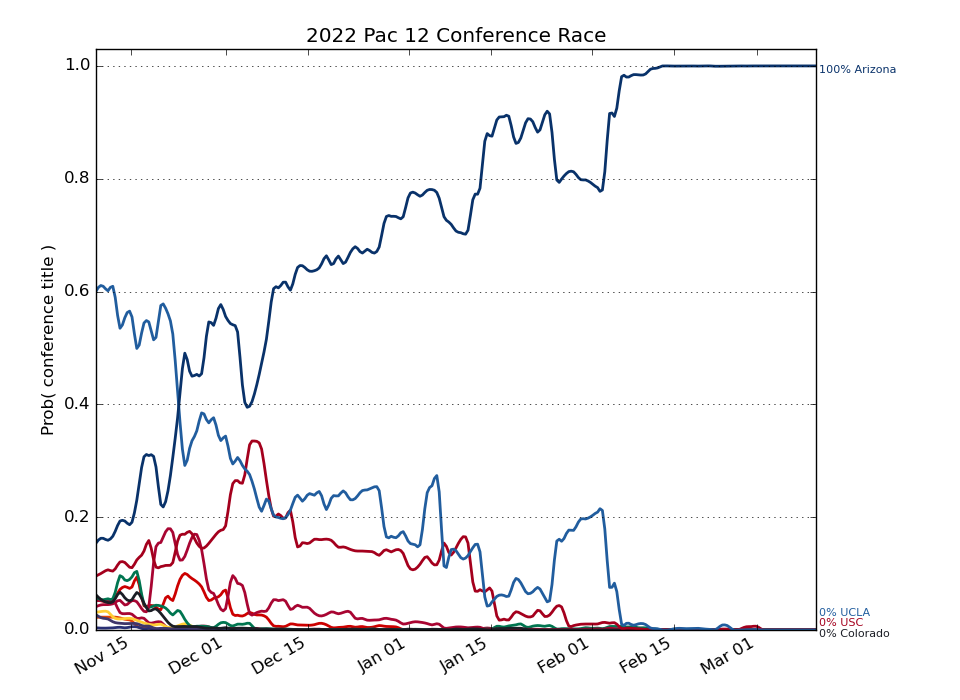 2022 Pac 12 Conference Race
Prob( conference title )
1.0
0.8
0.6
0.4
0.2
0.0
Nov 15
Dec 01
Dec 15
Jan 01
Jan 15
Feb 01
Feb 15
Mar 01
100% Arizona
0% UCLA
0% USC
0% Colorado